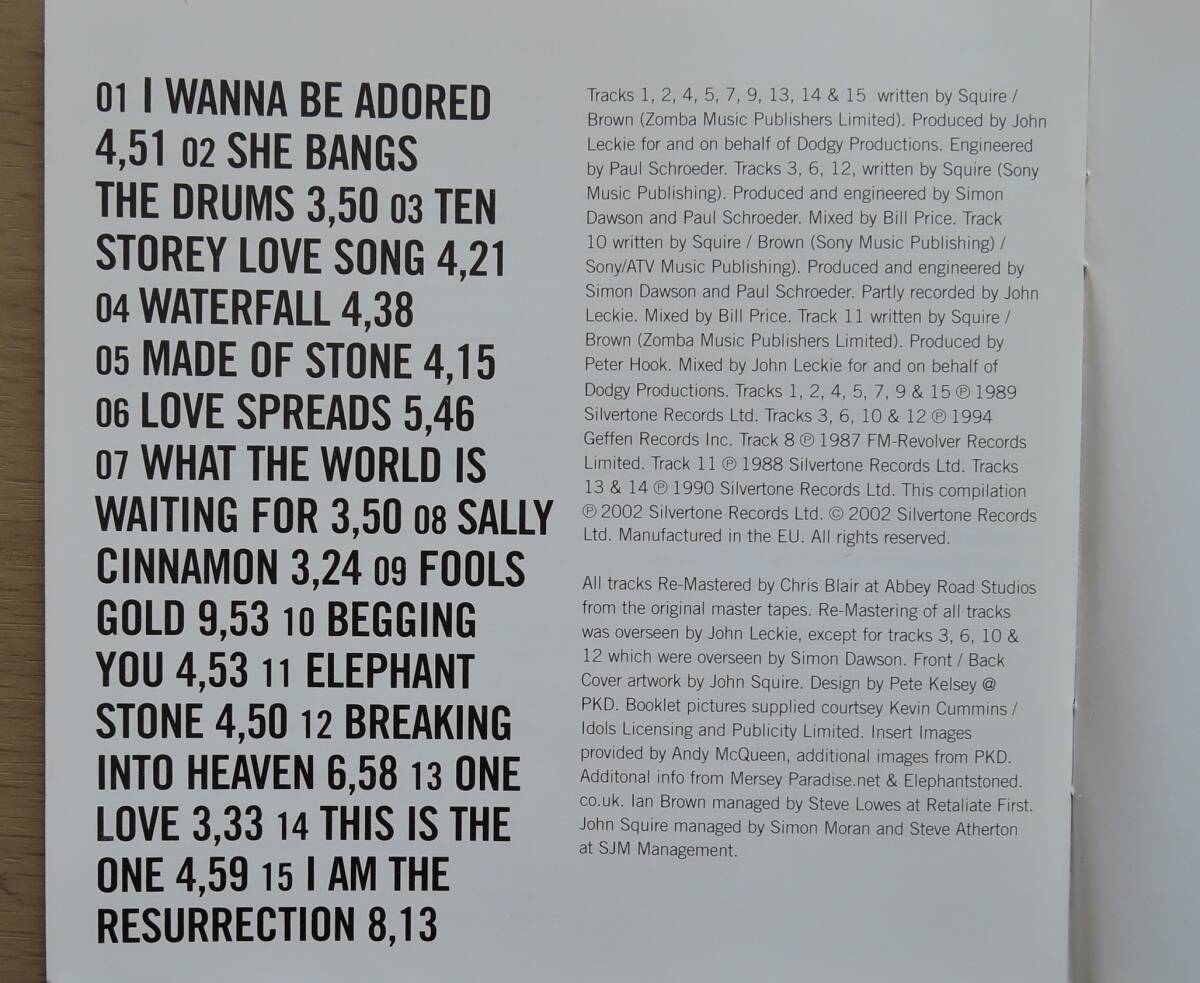 01 I WANNA BE ADORED
4,51 02 SHE BANGS
THE DRUMS 3,50 03 TEN
STOREY LOVE SONG 4,21
04 WATERFALL 4,38
05 MADE OF STONE 4,15
06 LOVE SPREADS 5,46
07 WHAT THE WORLD IS
WAITING FOR 3,50 08 SALLY
CINNAMON 3,24 09 FOOLS
GOLD 9,53 10 BEGGING
YOU 4,53 11 ELEPHANT
STONE 4,50 12 BREAKING
INTO HEAVEN 6,58 13 ONE
LOVE 3,33 14 THIS IS THE
ONE 4,59 15 I AM THE
RESURRECTION 8,13
Tracks 1, 2, 4, 5, 7, 9, 13, 14 & 15 written by Squire /
Brown (Zomba Music Publishers Limited). Produced by John
Leckie for and on behalf of Dodgy Productions. Engineered
by Paul Schroeder. Tracks 3, 6, 12, written by Squire (Sony
Music Publishing). Produced and engineered by Simon
Dawson and Paul Schroeder. Mixed by Bill Price. Track
10 written by Squire / Brown (Sony Music Publishing) /
Sony/ATV Music Publishing). Produced and engineered by
Simon Dawson and Paul Schroeder. Partly recorded by John
Leckie. Mixed by Bill Price. Track 11 written by Squire /
Brown (Zomba Music Publishers Limited). Produced by
Peter Hook. Mixed by John Leckie for and on behalf of
Dodgy Productions. Tracks 1, 2, 4, 5, 7, 9 & 15 ℗ 1989
Silvertone Records Ltd. Tracks 3, 6, 10 & 12 ℗ 1994
Geffen Records Inc. Track 8 ℗ 1987 FM-Revolver Records
Limited. Track 11 ℗ 1988 Silvertone Records Ltd. Tracks
13 & 14 ℗ 1990 Silvertone Records Ltd. This compilation
℗ 2002 Silvertone Records Ltd. © 2002 Silvertone Records
Ltd. Manufactured in the EU. All rights reserved.
All tracks Re-Mastered by Chris Blair at Abbey Road Studios
from the original master tapes. Re-Mastering of all tracks
was overseen by John Leckie, except for tracks 3, 6, 10 &
12 which were overseen by Simon Dawson. Front / Back
Cover artwork by John Squire. Design by Pete Kelsey @
PKD. Booklet pictures supplied courtsey Kevin Cummins /
Idols Licensing and Publicity Limited. Insert Images
provided by Andy McQueen, additional images from PKD.
Additonal info from Mersey Paradise.net & Elephantstoned.
co.uk. Ian Brown managed by Steve Lowes at Retaliate First.
John Squire managed by Simon Moran and Steve Atherton
at SJM Management.